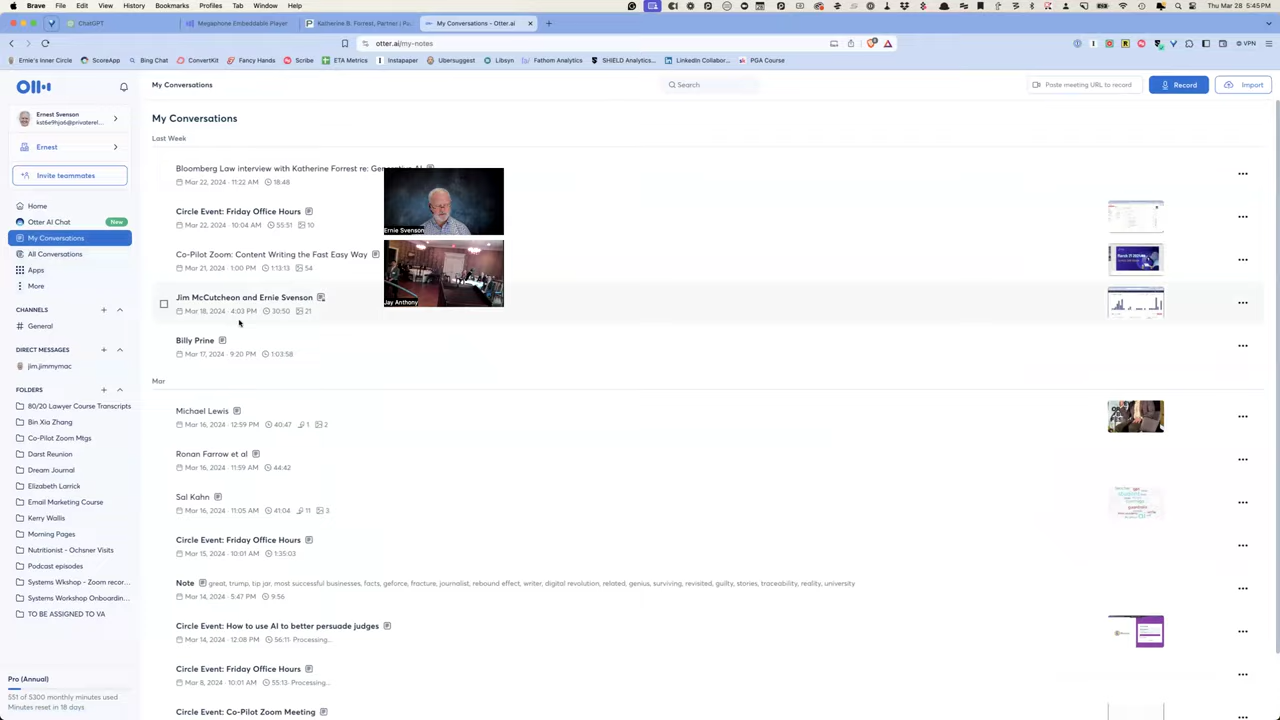 Brave File Edit View History Bookmarks Profiles Tab Window Help
Thu Mar 28 5:45 PM
ChatGPT
Megaphone Embeddable Player
Katherine B. Forrest, Partner | Pa...
My Conversations - Otter.ai
otter.ai/my-notes
VPN
Ernie's Inner Circle ScoreApp Bing Chat ConvertKit Fancy Hands Scribe ETA Metrics Instapaper Ubersuggest Libsyn Fathom Analytics SHIELD Analytics... LinkedIn Collabor... PGA Course
My Conversations
Search
Paste meeting URL to record
Record
Import
Ernest Svenson
kst6e9hja6@privaterel...
Ernest
Invite teammates
Home
Otter AI Chat New
My Conversations
All Conversations
Apps
More
CHANNELS
General
DIRECT MESSAGES
jim.jimmymac
FOLDERS
80/20 Lawyer Course Transcripts
Bin Xia Zhang
Co-Pilot Zoom Mtgs
Darst Reunion
Dream Journal
Elizabeth Larrick
Email Marketing Course
Kerry Wallis
Morning Pages
Nutritionist - Ochsner Visits
Podcast episodes
Systems Wkshop - Zoom recor...
Systems Workshop Onboardin...
TO BE ASSIGNED TO VA
Pro (Annual)
551 of 5300 monthly minutes used
Minutes reset in 18 days
My Conversations
Last Week
Bloomberg Law interview with Katherine Forrest re: Generative AI
Mar 22, 2024 · 11:22 AM 18:48
Circle Event: Friday Office Hours
Mar 22, 2024 · 10:04 AM 55:51 10
Co-Pilot Zoom: Content Writing the Fast Easy Way
Mar 21, 2024 · 1:00 PM 1:13:13 54
Jim McCutcheon and Ernie Svenson
Mar 18, 2024 · 4:03 PM 30:50 21
Billy Prine
Mar 17, 2024 · 9:20 PM 1:03:58
Ernie Svenson
Jay Anthony
March 21 2024
Mar
Michael Lewis
Mar 16, 2024 · 12:59 PM 40:47 1 2
Ronan Farrow et al
Mar 16, 2024 · 11:59 AM 44:42
Sal Kahn
Mar 16, 2024 · 11:05 AM 41:04 11 3
Circle Event: Friday Office Hours
Mar 15, 2024 · 10:01 AM 1:35:03
Note great, trump, tip jar, most successful businesses, facts, geforce, fracture, journalist, rebound effect, writer, digital revolution, related, genius, surviving, revisited, guilty, stories, traceability, reality, university
Mar 14, 2024 · 5:47 PM 9:56
Circle Event: How to use AI to better persuade judges
Mar 14, 2024 · 12:08 PM 56:11 · Processing...
Circle Event: Friday Office Hours
Mar 8, 2024 · 10:01 AM 55:13 · Processing...
Circle Event: Co-Pilot Zoom Meeting